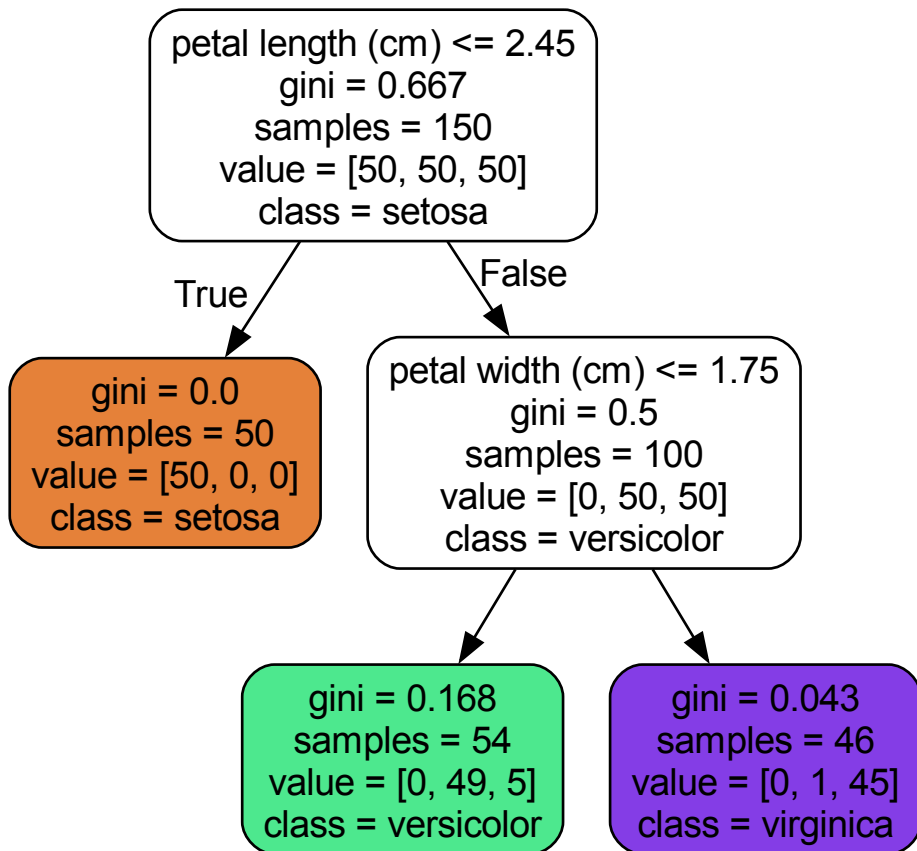 petal length (cm) <= 2.45
gini = 0.667
samples = 150
value = [50, 50, 50]
class = setosa
True
False
gini = 0.0
samples = 50
value = [50, 0, 0]
class = setosa
petal width (cm) <= 1.75
gini = 0.5
samples = 100
value = [0, 50, 50]
class = versicolor
gini = 0.168
samples = 54
value = [0, 49, 5]
class = versicolor
gini = 0.043
samples = 46
value = [0, 1, 45]
class = virginica